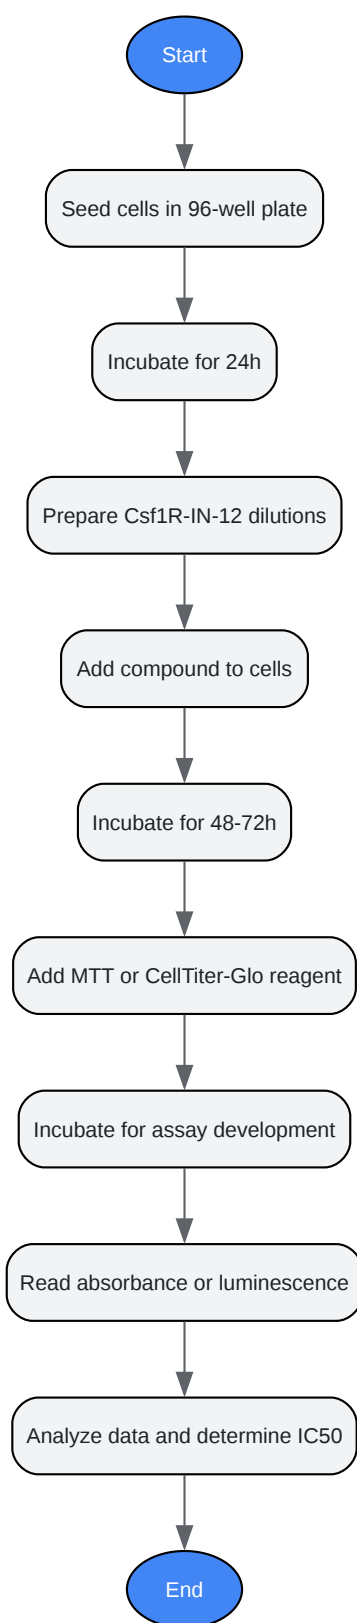 Start
Seed cells in 96-well plate
Incubate for 24h
Prepare Csf1R-IN-12 dilutions
Add compound to cells
Incubate for 48-72h
Add MTT or CellTiter-Glo reagent
Incubate for assay development
Read absorbance or luminescence
Analyze data and determine IC50
End